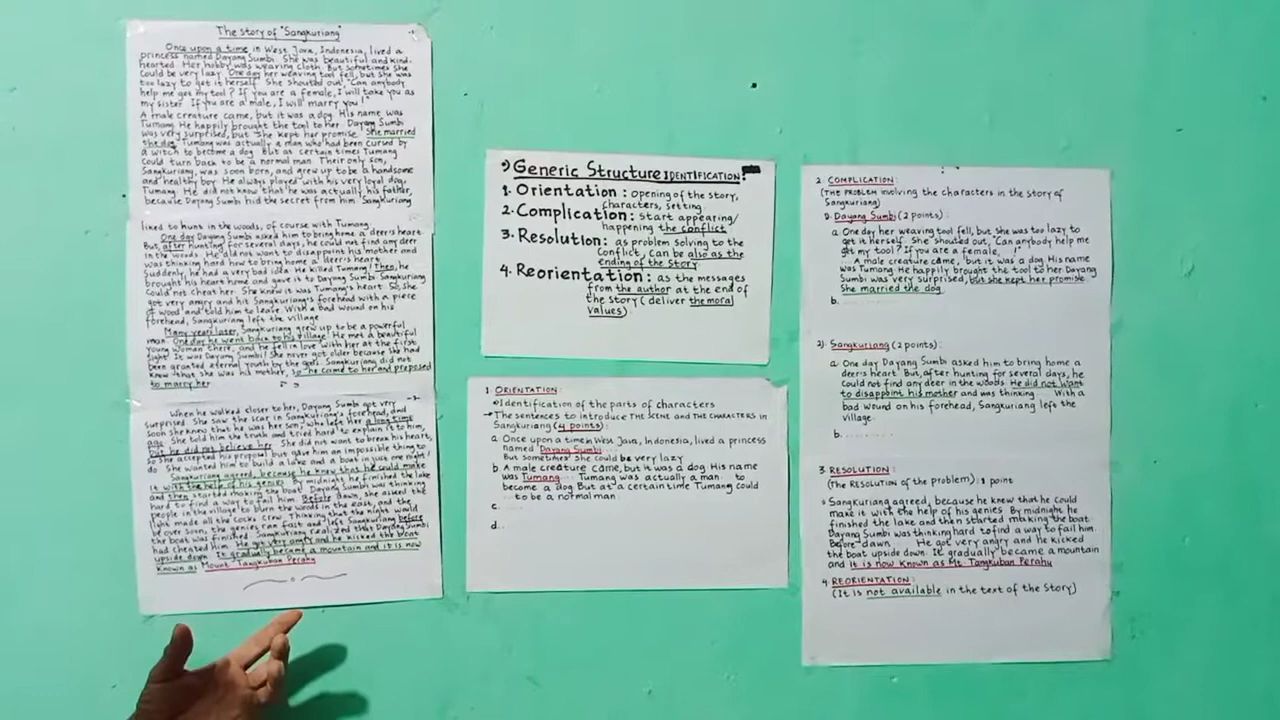 The story of "Sangkuriang"
Once upon a time in West Java, Indonesia, lived a
princess named Dayang Sumbi. She was beautiful and kind-
hearted. Her hobby was weaving cloth. But sometimes she
could be very lazy. One day her weaving tool fell, but she was
too lazy to get it herself. She shouted out "Can anybody
help me get my tool? If you are a female, I will take you as
my sister. If you are a male, I will marry you!"
A male creature came, but it was a dog. His name was
Tumang. He happily brought the tool to her. Dayang Sumbi
was very surprised, but she kept her promise. She married
the dog. Tumang was actually a man who had been cursed by
a witch to become a dog. But at certain times Tumang
could turn back to be a normal man. Their only son,
Sangkuriang, was soon born, and grew up to be a handsome
and healthy boy. He always played with his very loyal dog,
Tumang. He did not know that he was actually his father,
because Dayang Sumbi hid the secret from him. Sangkuriang
liked to hunt in the woods, of course with Tumang.
One day Dayang Sumbi asked him to bring home a deer's heart.
But after hunting for several days, he could not find any deer
in the woods. He did not want to disappoint his mother and
was thinking hard how to bring home a deer's heart.
Suddenly, he had a very bad idea. He killed Tumang! Then, he
brought his heart home and gave it to Dayang Sumbi. Sangkuriang
could not cheat her. She knew it was Tumang's heart. So, she
got very angry and hit Sangkuriang's forehead with a piece
of wood and told him to leave. With a bad wound on his
forehead, Sangkuriang left the village
Many years later, Sangkuriang grew up to be a powerful
man. One day he went back to his village. He met a beautiful
young woman there, and he fell in love with her at the first
sight. It was Dayang Sumbi! She never got older because she had
been granted eternal youth by the gods. Sangkuriang did not
know that she was his mother, so he came to her and proposed
to marry her
When he walked closer to her, Dayang Sumbi got very
surprised. She saw the scar in Sangkuriang's forehead, and
soon she knew that he was her son, who left her a long time
ago. She told him the truth and tried hard to explain it to him,
but he did not believe her. She did not want to break his heart,
so she accepted his proposal but gave him an impossible thing to
do. She wanted him to build a lake and a boat in just one night!
Sangkuriang agreed, because he knew that he could make
it with the help of his genies. By midnight he finished the lake
and then started making the boat. Dayang Sumbi was thinking
hard to find a way to fail him. Before dawn, she asked the
people in the village to burn the woods in the east, and the
light made all the cocks crew. Thinking that the night would
be over soon, the genies ran fast and left Sangkuriang before
the boat was finished. Sangkuriang realized that Dayang Sumbi
had cheated him. He got very angry and he kicked the boat
upside down. It gradually became a mountain and it is now
known as Mount Tangkuban Perahu
Generic Structure IDENTIFICATION:
1. Orientation : opening of the story,
characters, setting
2. Complication : start appearing/
happening the conflict
3. Resolution : as problem solving to the
Conflict, Can be also as the
ending of the story
4. Reorientation : as the messages
from the author at the end of
the story (deliver the moral
values)
1. ORIENTATION:
Identification of the parts of characters
→ The sentences to introduce THE SCENE and THE CHARACTERS in
Sangkuriang (4 points):
a. Once upon a time in West Java, Indonesia, lived a princess
named Dayang Sumbi....
But sometimes she could be very lazy
b. A male creature came, but it was a dog. His name
was Tumang.... Tumang was actually a man ... to
become a dog. But at a certain time Tumang could
... to be a normal man
c. ....
d. ..
2. COMPLICATION:
(THE PROBLEM involving the characters in the story of
Sangkuriang)
Dayang Sumbi (2 points):
a. One day her weaving tool fell, but she was too lazy to
get it herself. She shouted out, "Can anybody help me
get my tool? If you are a female, .... !"
.... A male creature came, but it was a dog. His name
was Tumang. He happily brought the tool to her. Dayang
Sumbi was very surprised, but she kept her promise.
She married the dog.
b. ..........
2). Sangkuriang (2 points):
a. One day Dayang Sumbi asked him to bring home a
deer's heart. But, after hunting for several days, he
could not find any deer in the woods. He did not want
to disappoint his mother and was thinking.... With a
bad wound on his forehead, Sangkuriang left the
village.
b. ..........
3. RESOLUTION:
(The RESOLUTION of the problem): 1 point
Sangkuriang agreed, because he knew that he could
make it with the help of his genies. By midnight he
finished the lake and then started making the boat.
Dayang Sumbi was thinking hard to find a way to fail him.
Before dawn .... He got very angry and he kicked
the boat upside down. It gradually became a mountain
and it is now known as Mt. Tangkuban Perahu
4. REORIENTATION:
(It is not available in the text of the story)